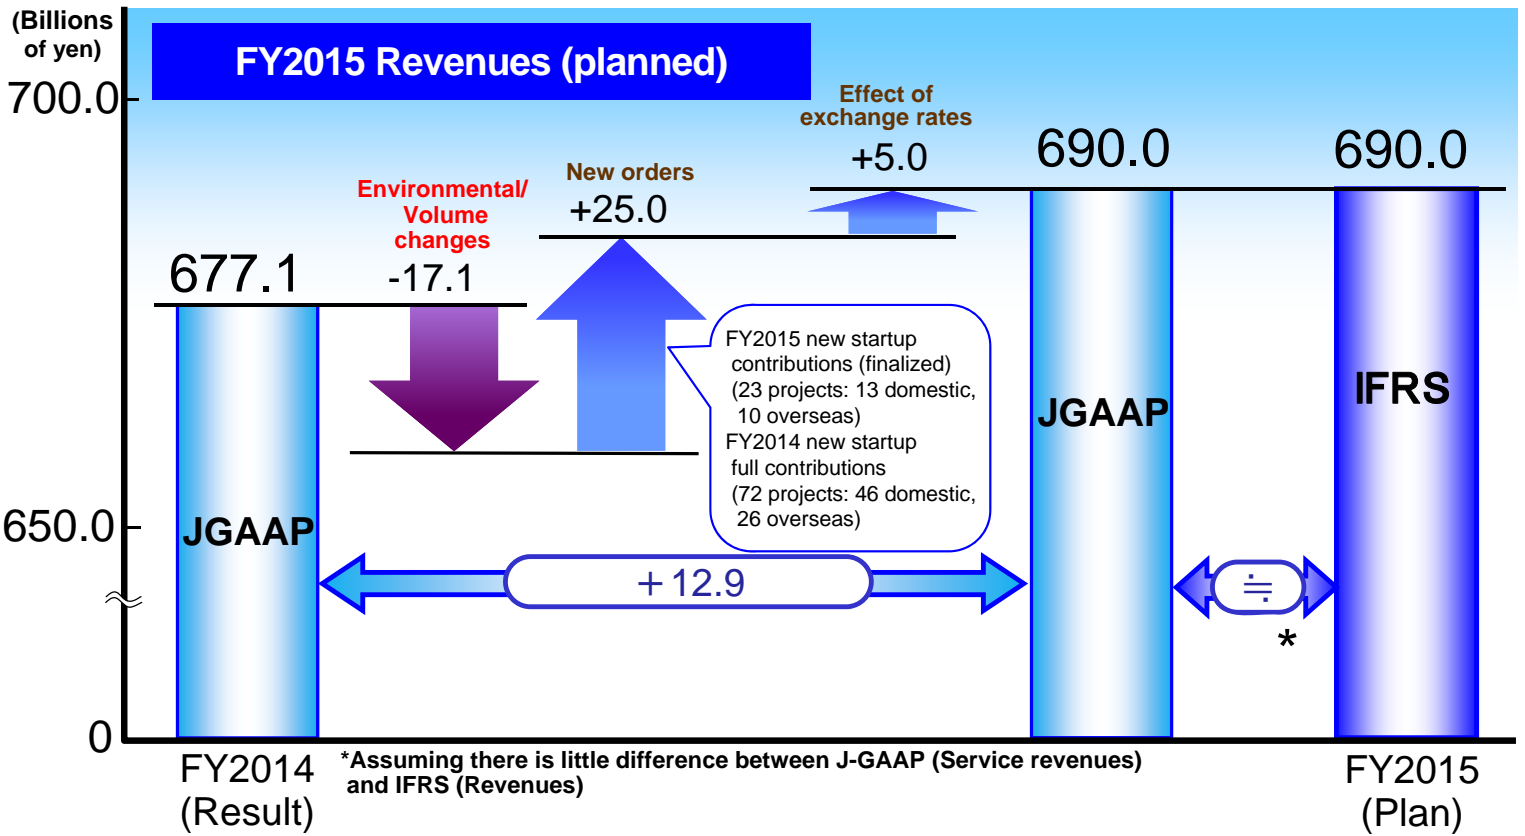 (Billions
of yen)
FY2015 Revenues (planned)
700.0
Effect of
exchange rates
+5.0
690.0
690.0
New orders
+25.0
Environmental/
Volume
changes
-17.1
677.1
FY2015 new startup
contributions (finalized)
(23 projects: 13 domestic,
10 overseas)
FY2014 new startup
full contributions
(72 projects: 46 domestic,
26 overseas)
IFRS
JGAAP
650.0
JGAAP
＋12.9
≒
*
0
FY2014
(Result)
*Assuming there is little difference between J-GAAP (Service revenues)
and IFRS (Revenues)
FY2015
(Plan)